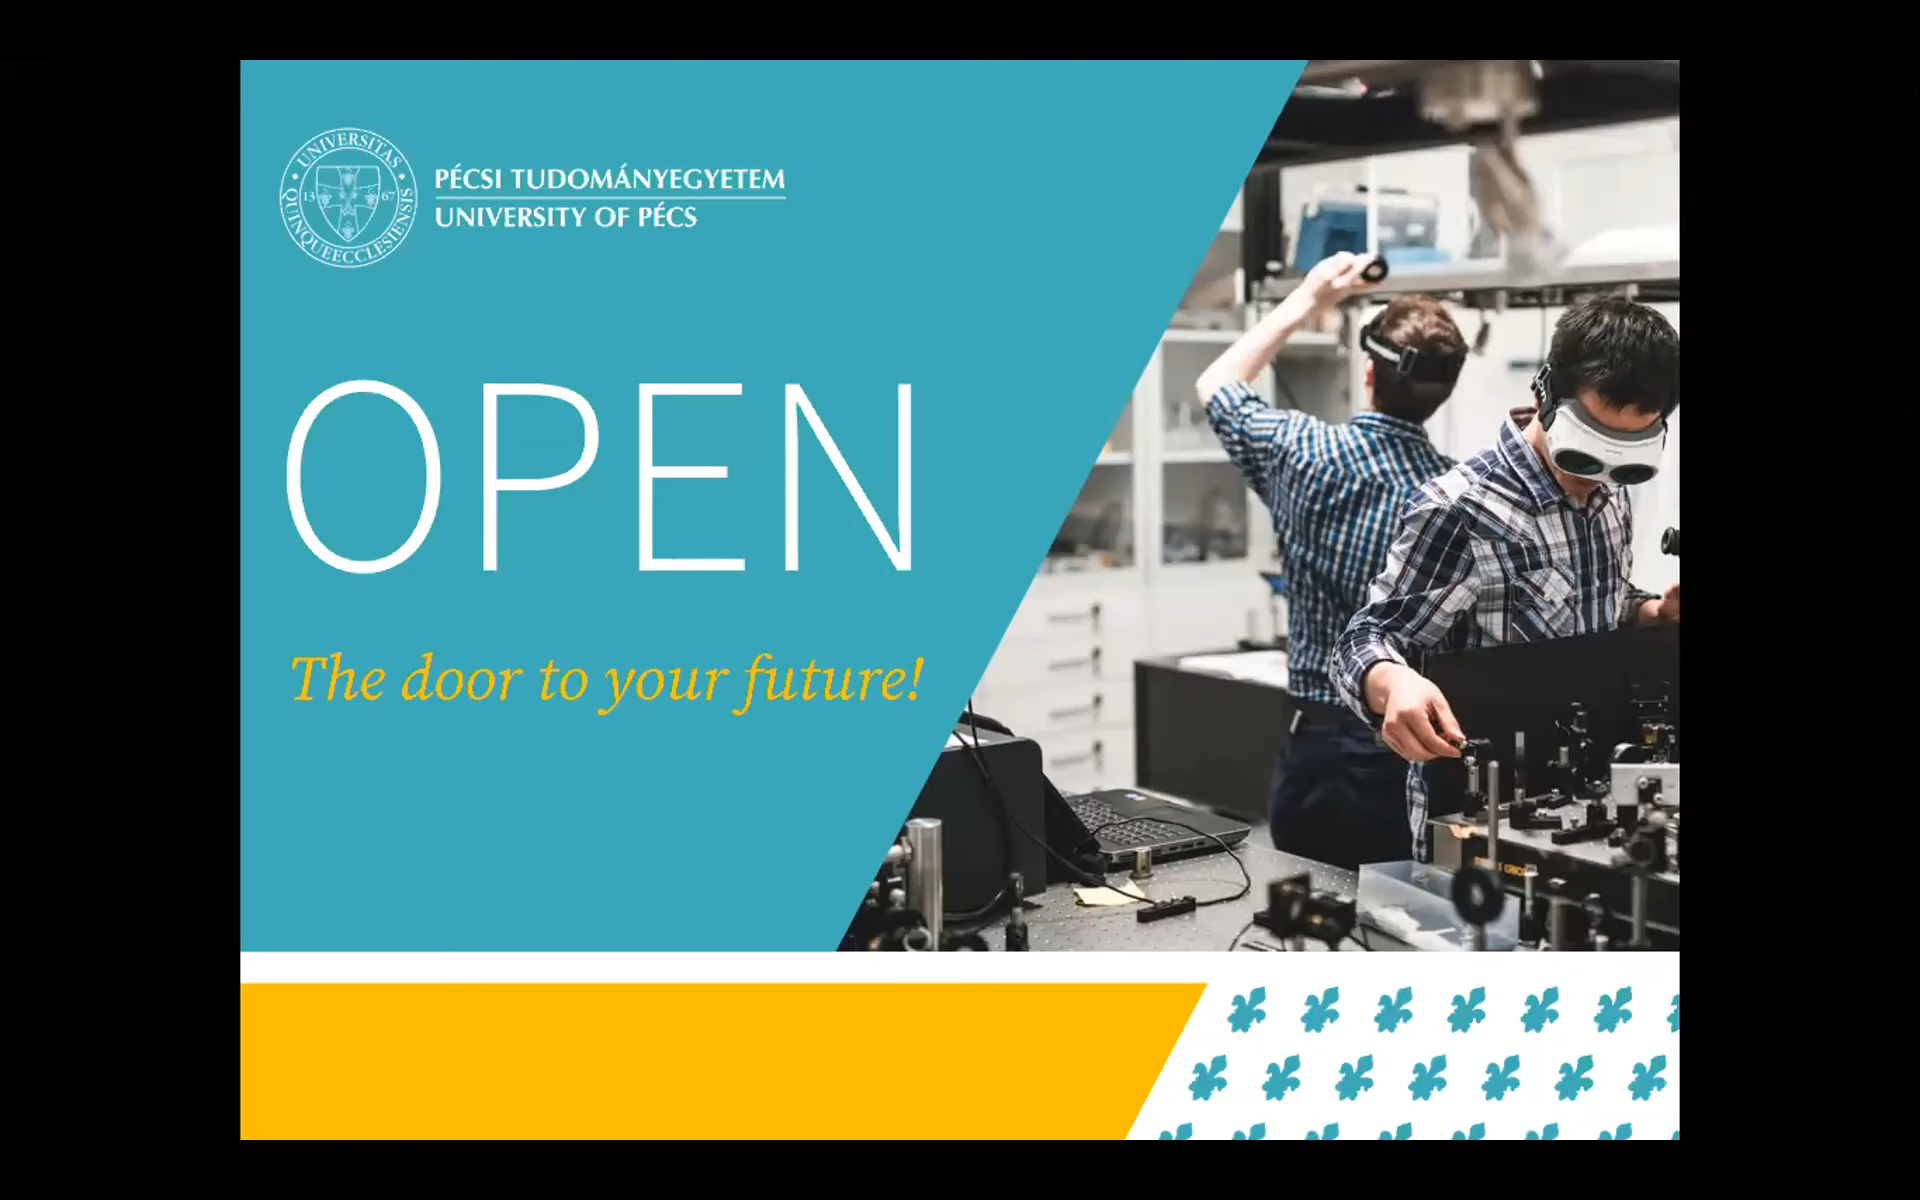 UNIVERSITAS
QUINQUEECCLESIENSIS
13 67
PÉCSI TUDOMÁNYEGYETEM
UNIVERSITY OF PÉCS
OPEN
The door to your future!